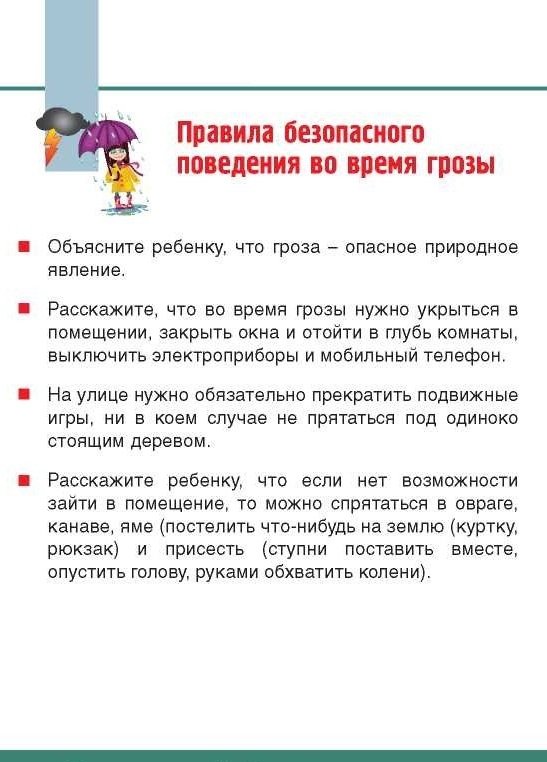 Правила безопасного
поведения во время грозы
Объясните ребенку, что гроза – опасное природное
явление.
Расскажите, что во время грозы нужно укрыться в
помещении, закрыть окна и отойти в глубь комнаты,
выключить электроприборы и мобильный телефон.
На улице нужно обязательно прекратить подвижные
игры, ни в коем случае не прятаться под одиноко
стоящим деревом.
Расскажите ребенку, что если нет возможности
зайти в помещение, то можно спрятаться в овраге,
канаве, яме (постелить что-нибудь на землю (куртку,
рюкзак) и присесть (ступни поставить вместе,
опустить голову, руками обхватить колени).